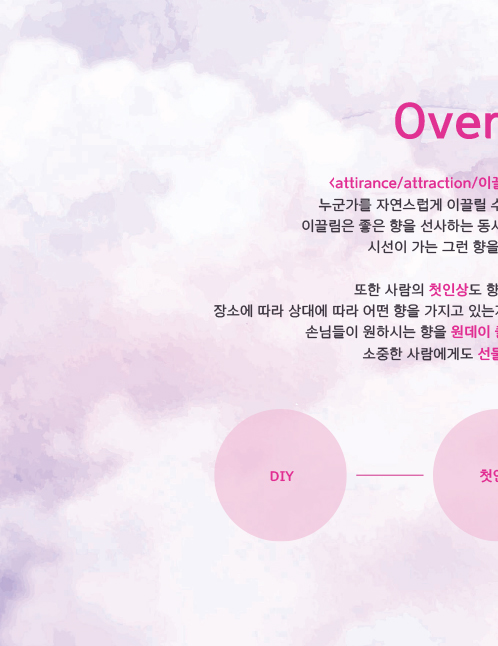 Over
<attirance/attraction/이끌
누군가를 자연스럽게 이끌릴 수
이끌림은 좋은 향을 선사하는 동시
시선이 가는 그런 향을
또한 사람의 첫인상도 향
장소에 따라 상대에 따라 어떤 향을 가지고 있는
손님들이 원하시는 향을 원데이
소중한 사람에게도 선물
DIY
첫인